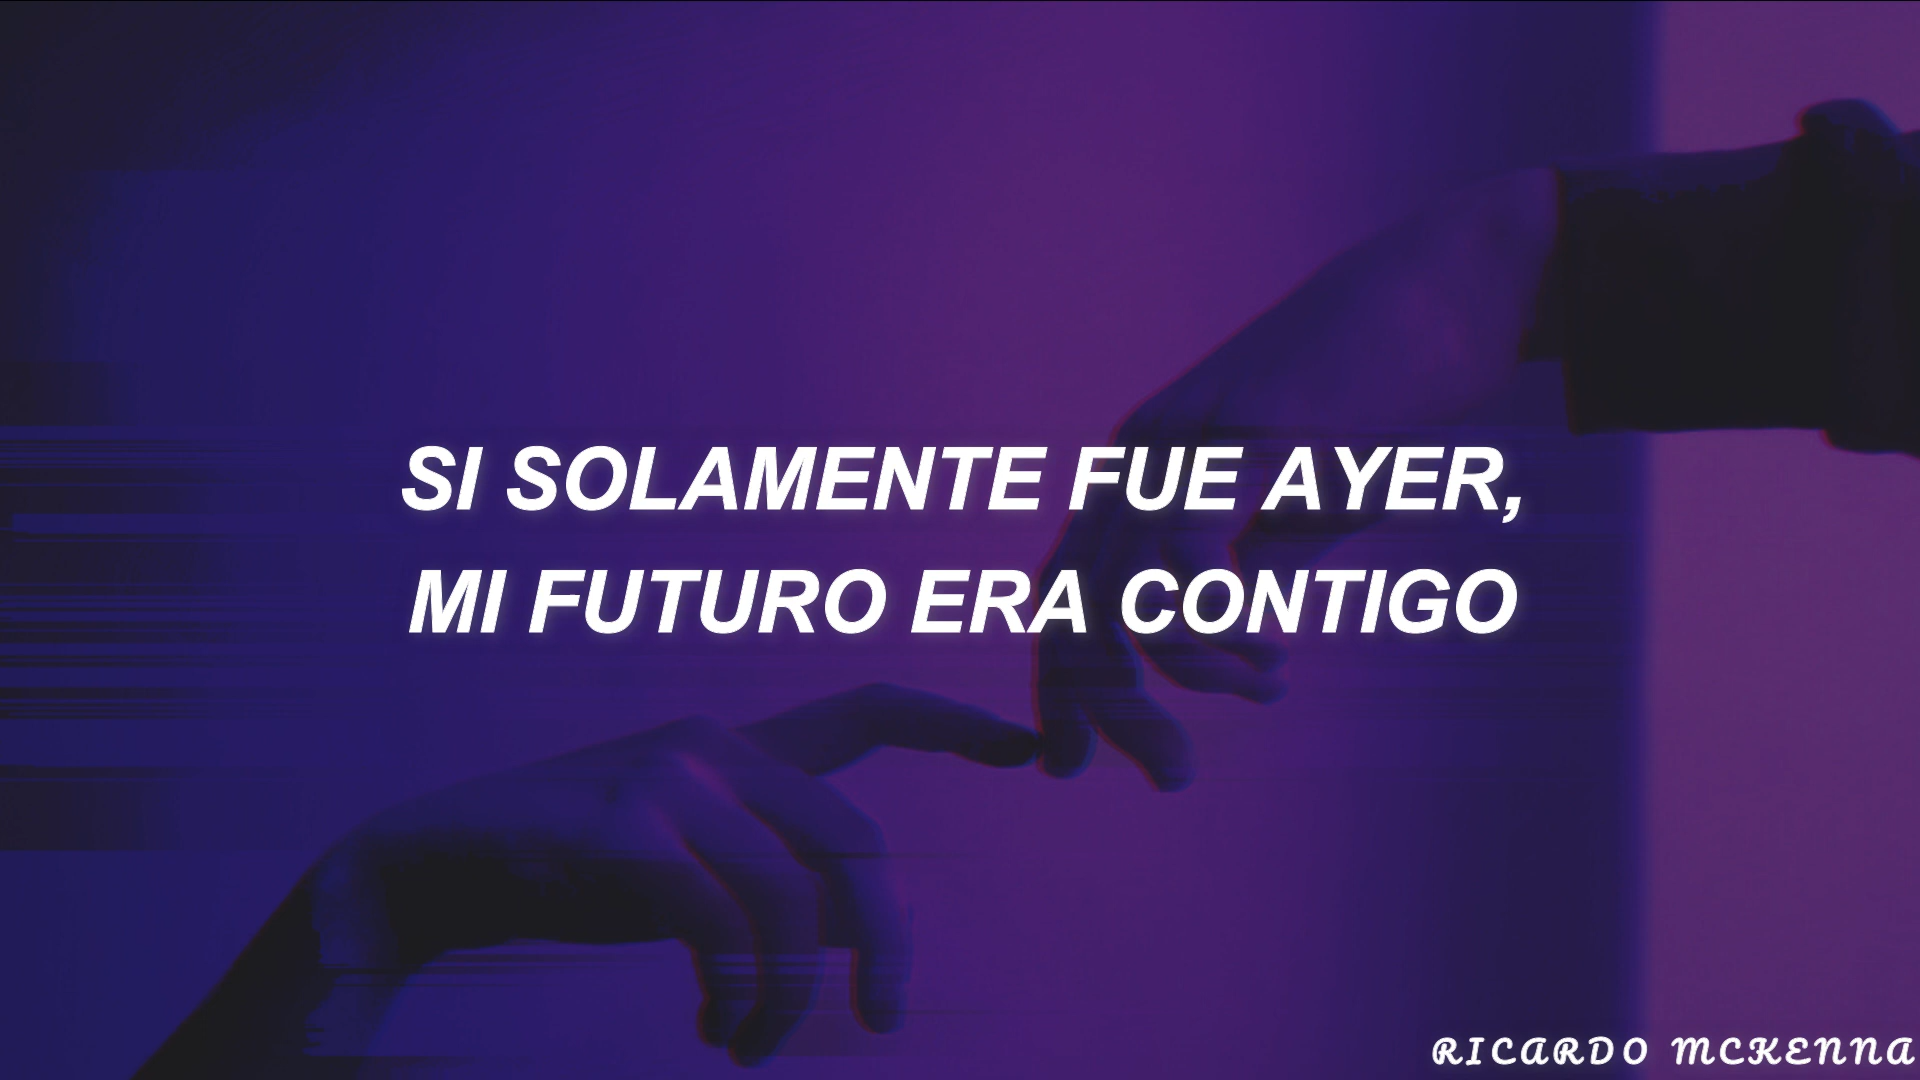 SI SOLAMENTE FUE AYER,
MI FUTURO ERA CONTIGO
RICARDO MCKENNA